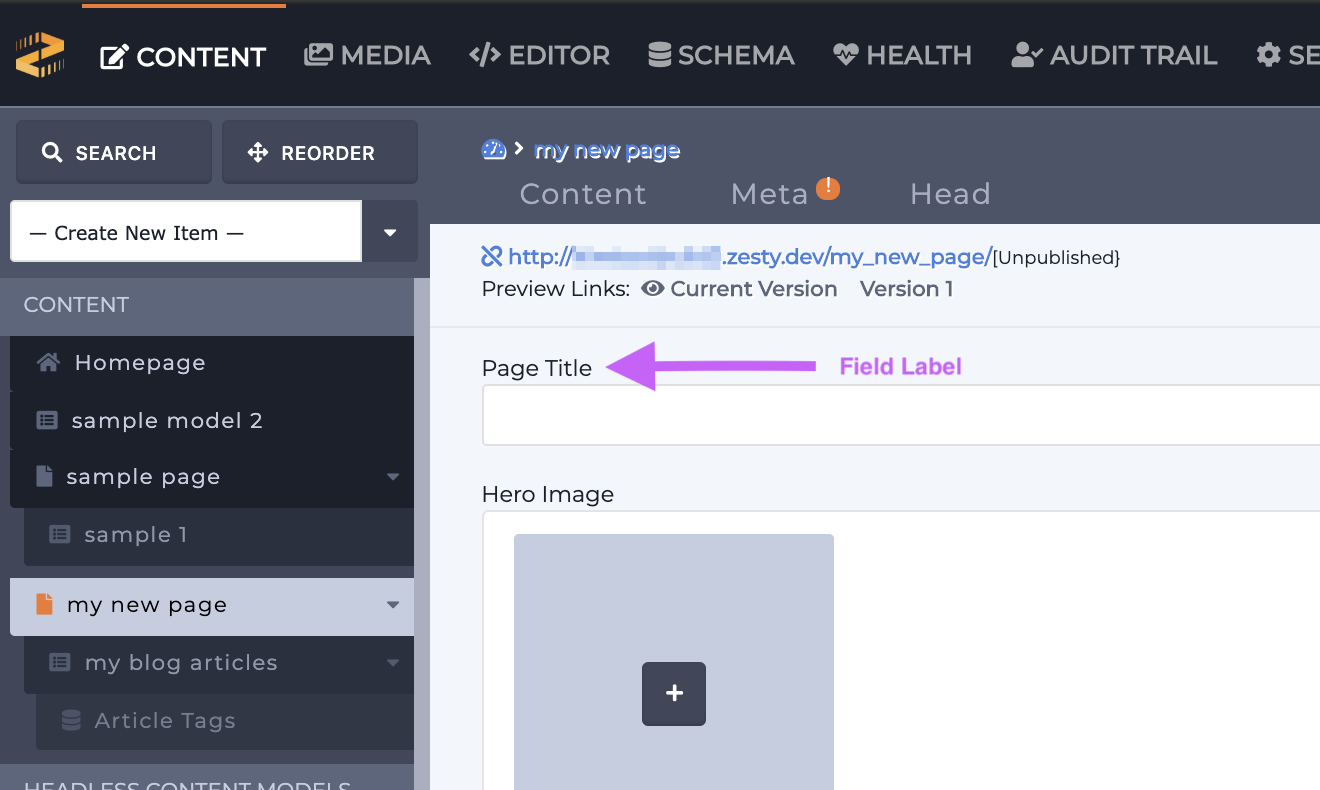 CONTENT MEDIA EDITOR SCHEMA HEALTH AUDIT TRAIL SE
SEARCH REORDER
— Create New Item —
CONTENT
Homepage
sample model 2
sample page
sample 1
my new page
my blog articles
Article Tags
HEADLESS CONTENT MODELS
my new page
Content Meta ! Head
http:// .zesty.dev/my_new_page/[Unpublished}
Preview Links: Current Version Version 1
Page Title Field Label
Hero Image
+